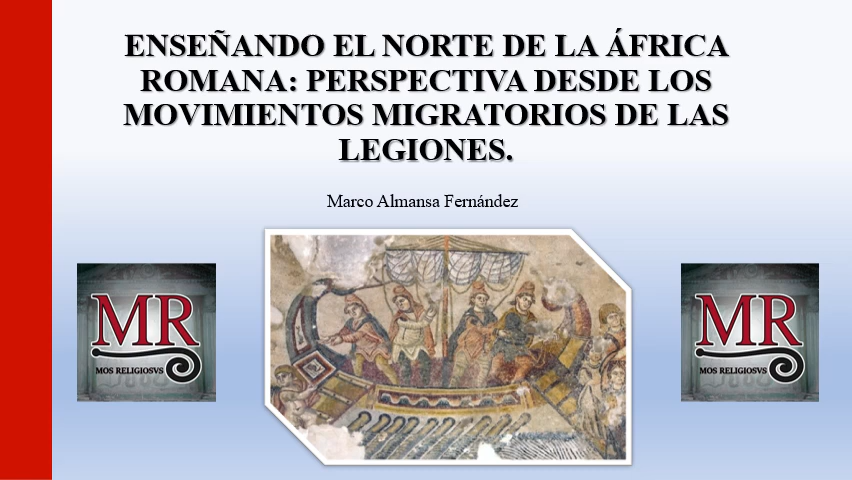 ENSEÑANDO EL NORTE DE LA ÁFRICA
ROMANA: PERSPECTIVA DESDE LOS
MOVIMIENTOS MIGRATORIOS DE LAS
LEGIONES.
Marco Almansa Fernández
MR
MOS RELIGIOSVS
MR
MOS RELIGIOSVS